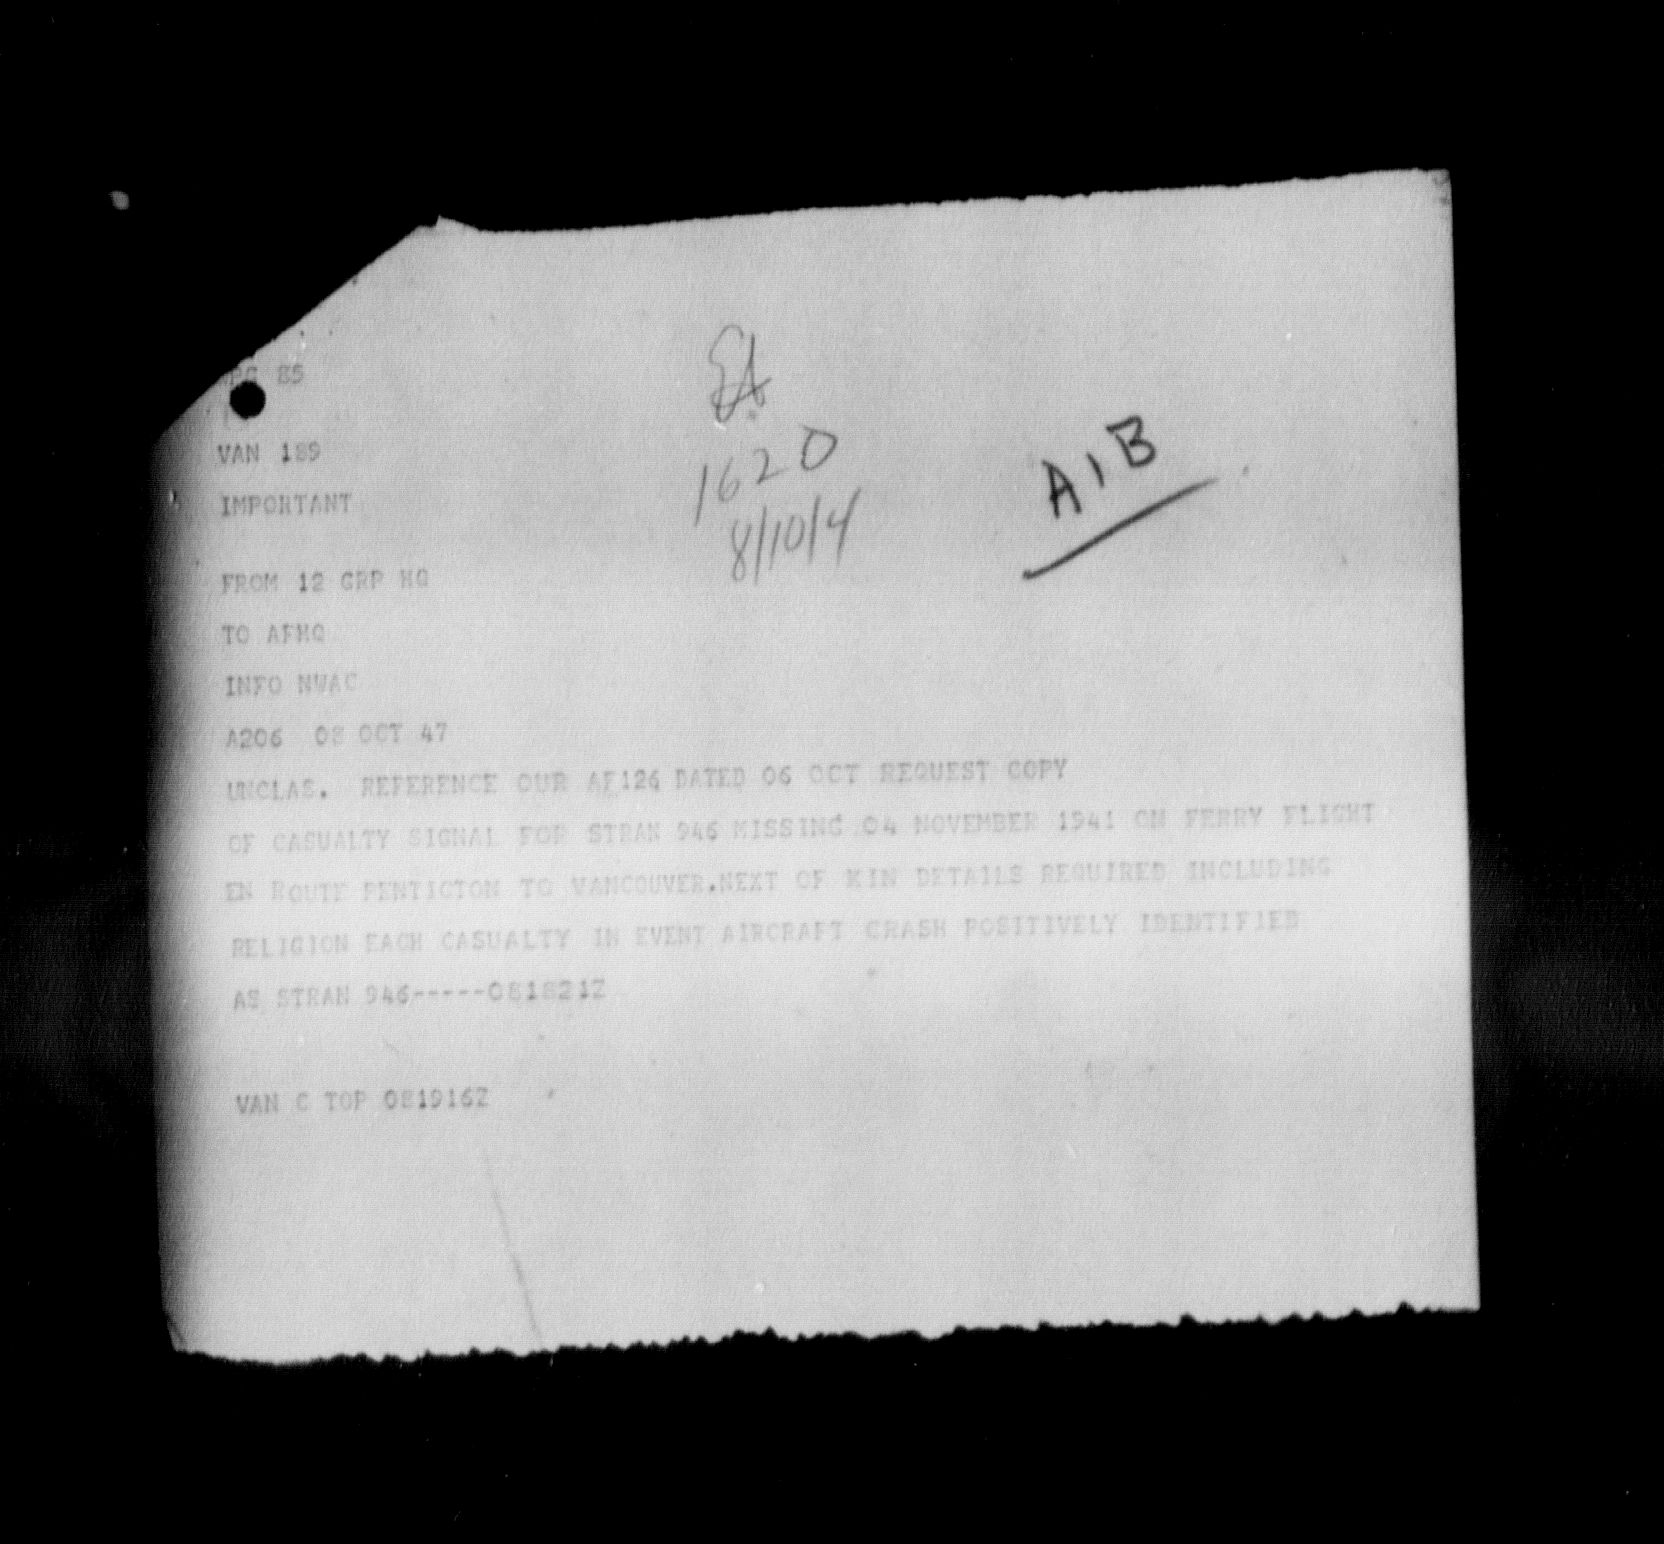 PG 85
VAN 189
IMPORTANT
1620
8/10/4
AIB
FROM 12 GRP HQ
TO AFHQ
INFO NWAC
A206 08 OCT 47
UNCLAS. REFERENCE OUR AF126 DATED 06 OCT REQUEST COPY
OF CASUALTY SIGNAL FOR STRAN 946 MISSING 04 NOVEMBER 1941 ON FERRY FLIGHT
EN ROUTE PENTICTON TO VANCOUVER.NEXT OF KIN DETAILS REQUIRED INCLUDING
RELIGION EACH CASUALTY IN EVENT AIRCRAFT CRASH POSITIVELY IDENTIFIED
AS STRAN 946-----081821Z
VAN C TOP 081916Z